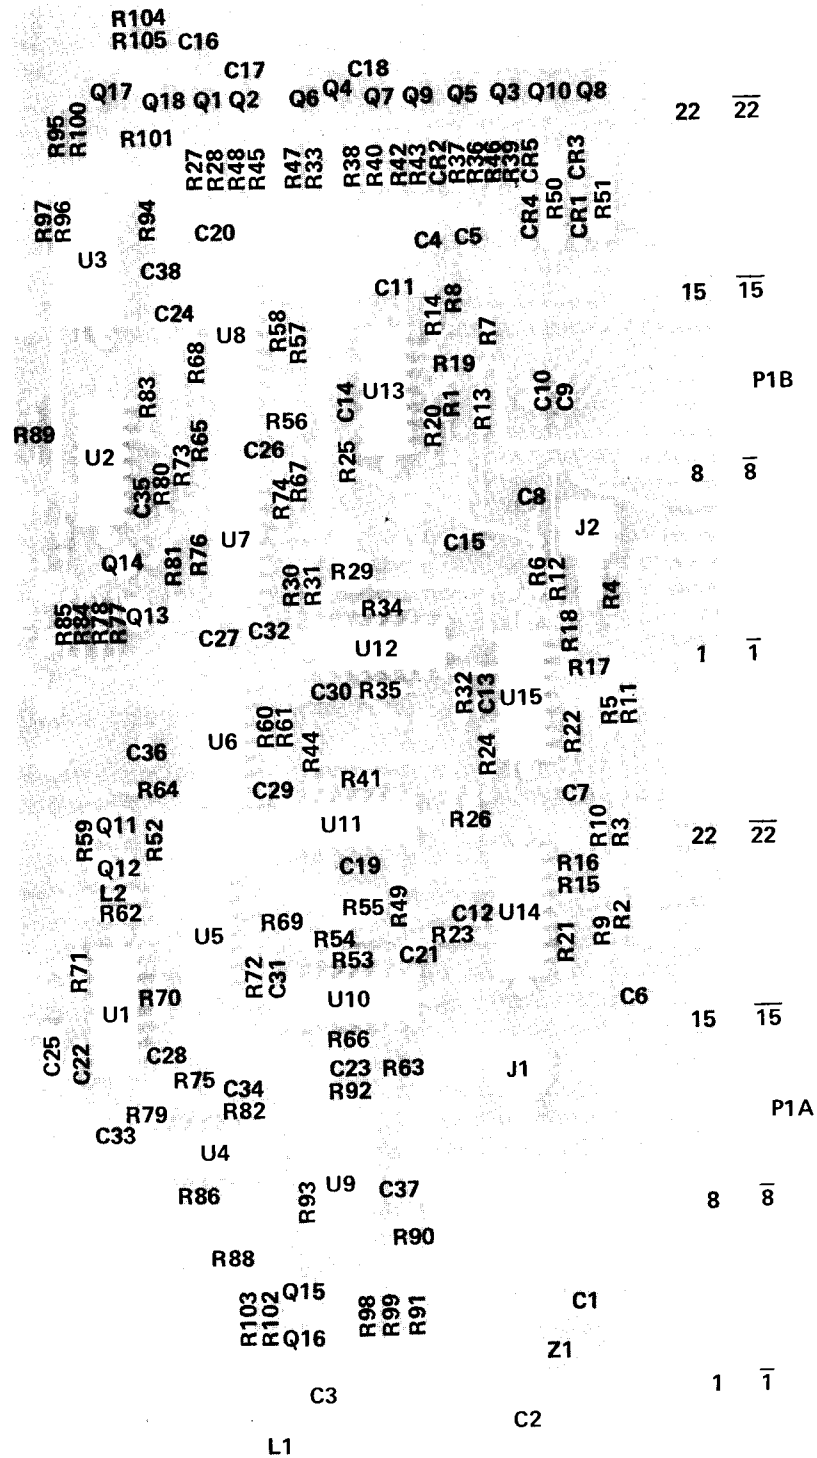 R104
R105 C16
C17 C18
Q17 Q18 Q1 Q2 Q6 Q4 Q7 Q9 Q5 Q3 Q10 Q8
22 22
R95 R100 R101
R27 R28 R48 R45 R47 R33 R38 R40 R42 R43 CR2 R37 R36 R46 R39 CR5 CR3
R97 R96 R94 C20 C4 C5 CR4 R50 CR1 R51
U3 C38
C11 R14 R8 15 15
C24 U8 R58 R57 R7
R68 R19
R83 C14 U13 R20 R1 R13 C10 C9 P1B
R89 R65 R56
U2 R73 C26 R25
C35 R80 R74 R67 C8 8 8
U7 C15 J2
Q14 R81 R76 R30 R31 R29 R6 R12 R4
R85 R84 R78 R77 Q13 R34
C27 C32 U12 R18 1 1
R17
C30 R35 R32 C13 U15 R5 R11
U6 R60 R61 R44 R24 R22
C36
R64 C29 R41 C7
R59 Q11 R52 U11 R26 R10 R3 22 22
Q12 C19 R16
L2 R15
R62 R69 R55 R49 C12 U14 R2
U5 R54 R23 R21 R9
R71 R72 C31 R53 C21
U1 R70 U10 C6
15 15
C25 C22 C28 R66
R75 C34 C23 R63 J1
R82 R92
R79 P1A
C33
U4
R86 R93 U9 C37 8 8
R90
R88
R103 R102 Q15 R98 R99 R91 C1
Q16 Z1
C3 1 1
C2
L1